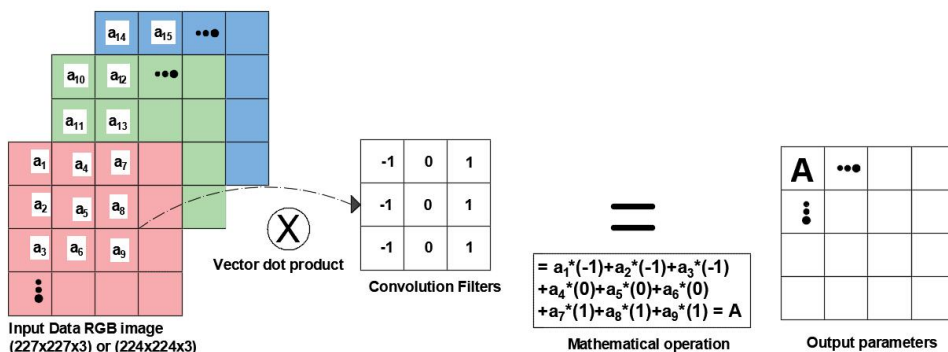 a14 a15
a10 a12
a11 a13
a1 a4 a7
a2 a5 a8
a3 a6 a9
-1 0 1
-1 0 1
-1 0 1
X
Vector dot product
Convolution Filters
Input Data RGB image
(227x227x3) or (224x224x3)
=
= a1*(-1)+a2*(-1)+a3*(-1)
+a4*(0)+a5*(0)+a6*(0)
+a7*(1)+a8*(1)+a9*(1) = A
Mathematical operation
A
Output parameters